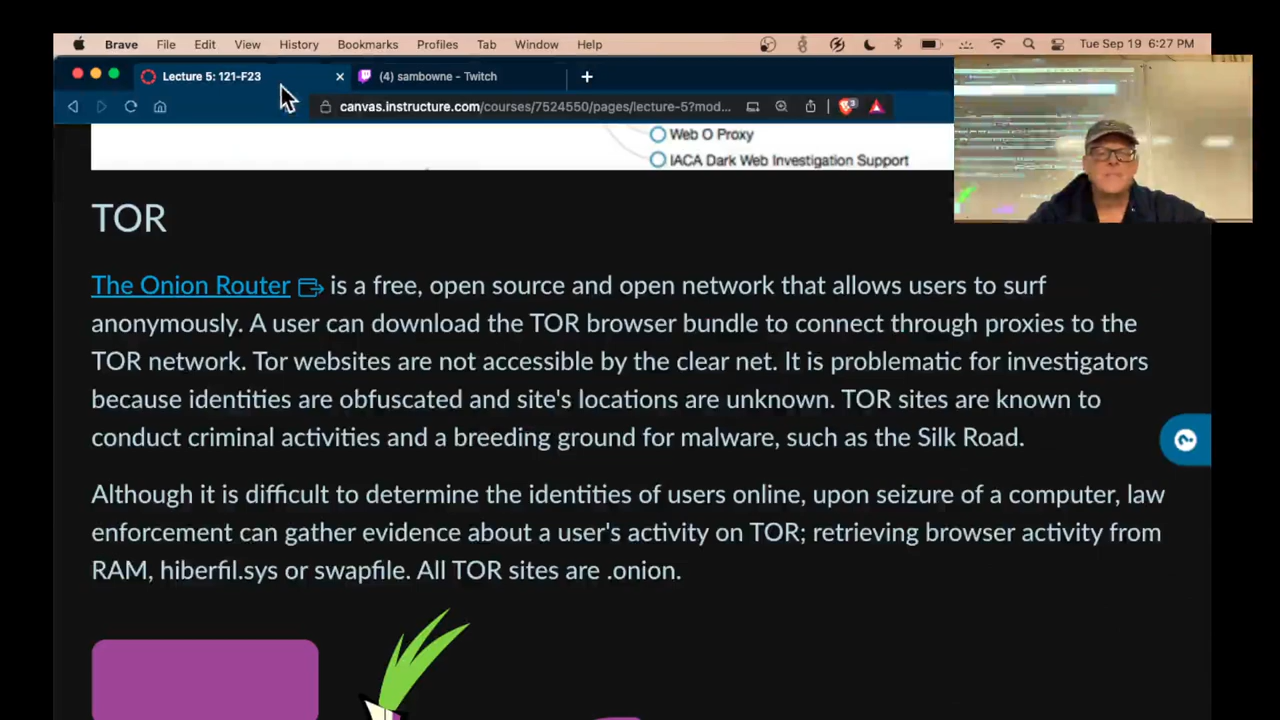 Brave File Edit View History Bookmarks Profiles Tab Window Help Tue Sep 19 6:27 PM
Lecture 5: 121-F23 (4) sambowne - Twitch
canvas.instructure.com/courses/7524550/pages/lecture-5?mod...
Web O Proxy
IACA Dark Web Investigation Support
TOR
The Onion Router is a free, open source and open network that allows users to surf
anonymously. A user can download the TOR browser bundle to connect through proxies to the
TOR network. Tor websites are not accessible by the clear net. It is problematic for investigators
because identities are obfuscated and site's locations are unknown. TOR sites are known to
conduct criminal activities and a breeding ground for malware, such as the Silk Road.
Although it is difficult to determine the identities of users online, upon seizure of a computer, law
enforcement can gather evidence about a user's activity on TOR; retrieving browser activity from
RAM, hiberfil.sys or swapfile. All TOR sites are .onion.